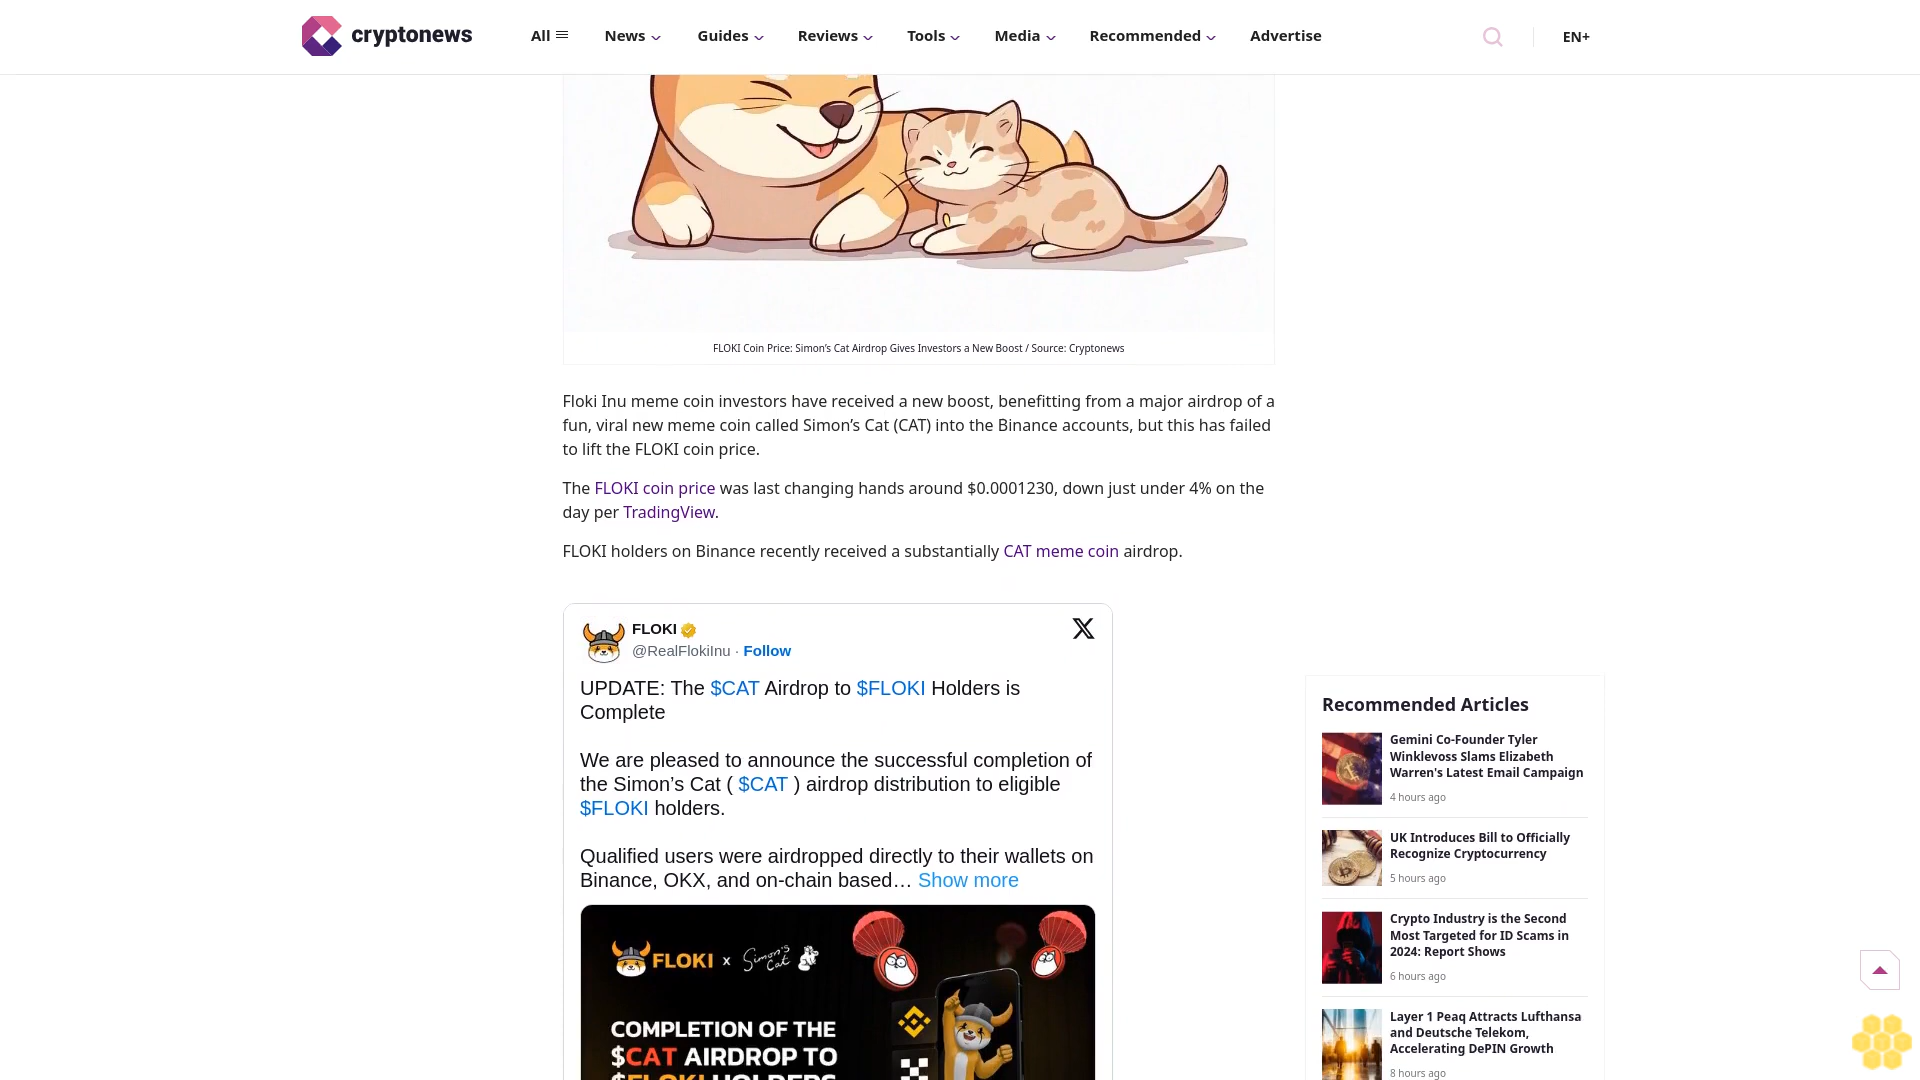 cryptonews
All
News
Guides
Reviews
Tools
Media
Recommended
Advertise
EN+
FLOKI Coin Price: Simon’s Cat Airdrop Gives Investors a New Boost / Source: Cryptonews
Floki Inu meme coin investors have received a new boost, benefitting from a major airdrop of a
fun, viral new meme coin called Simon’s Cat (CAT) into the Binance accounts, but this has failed
to lift the FLOKI coin price.
The FLOKI coin price was last changing hands around $0.0001230, down just under 4% on the
day per TradingView.
FLOKI holders on Binance recently received a substantially CAT meme coin airdrop.
FLOKI
@RealFlokiInu · Follow
UPDATE: The $CAT Airdrop to $FLOKI Holders is
Complete
We are pleased to announce the successful completion of
the Simon’s Cat ( $CAT ) airdrop distribution to eligible
$FLOKI holders.
Qualified users were airdropped directly to their wallets on
Binance, OKX, and on-chain based… Show more
FLOKI x Simon's Cat
COMPLETION OF THE
$CAT AIRDROP TO
$FLOKI HOLDERS
Recommended Articles
Gemini Co-Founder Tyler
Winklevoss Slams Elizabeth
Warren's Latest Email Campaign
4 hours ago
UK Introduces Bill to Officially
Recognize Cryptocurrency
5 hours ago
Crypto Industry is the Second
Most Targeted for ID Scams in
2024: Report Shows
6 hours ago
Layer 1 Peaq Attracts Lufthansa
and Deutsche Telekom,
Accelerating DePIN Growth
8 hours ago